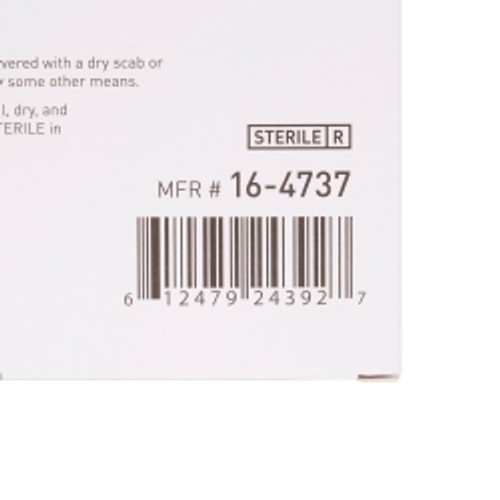 vered with a dry scab or
some other means.
l, dry, and
TERILE in
STERILE R
MFR # 16-4737
6 12479 24392 7